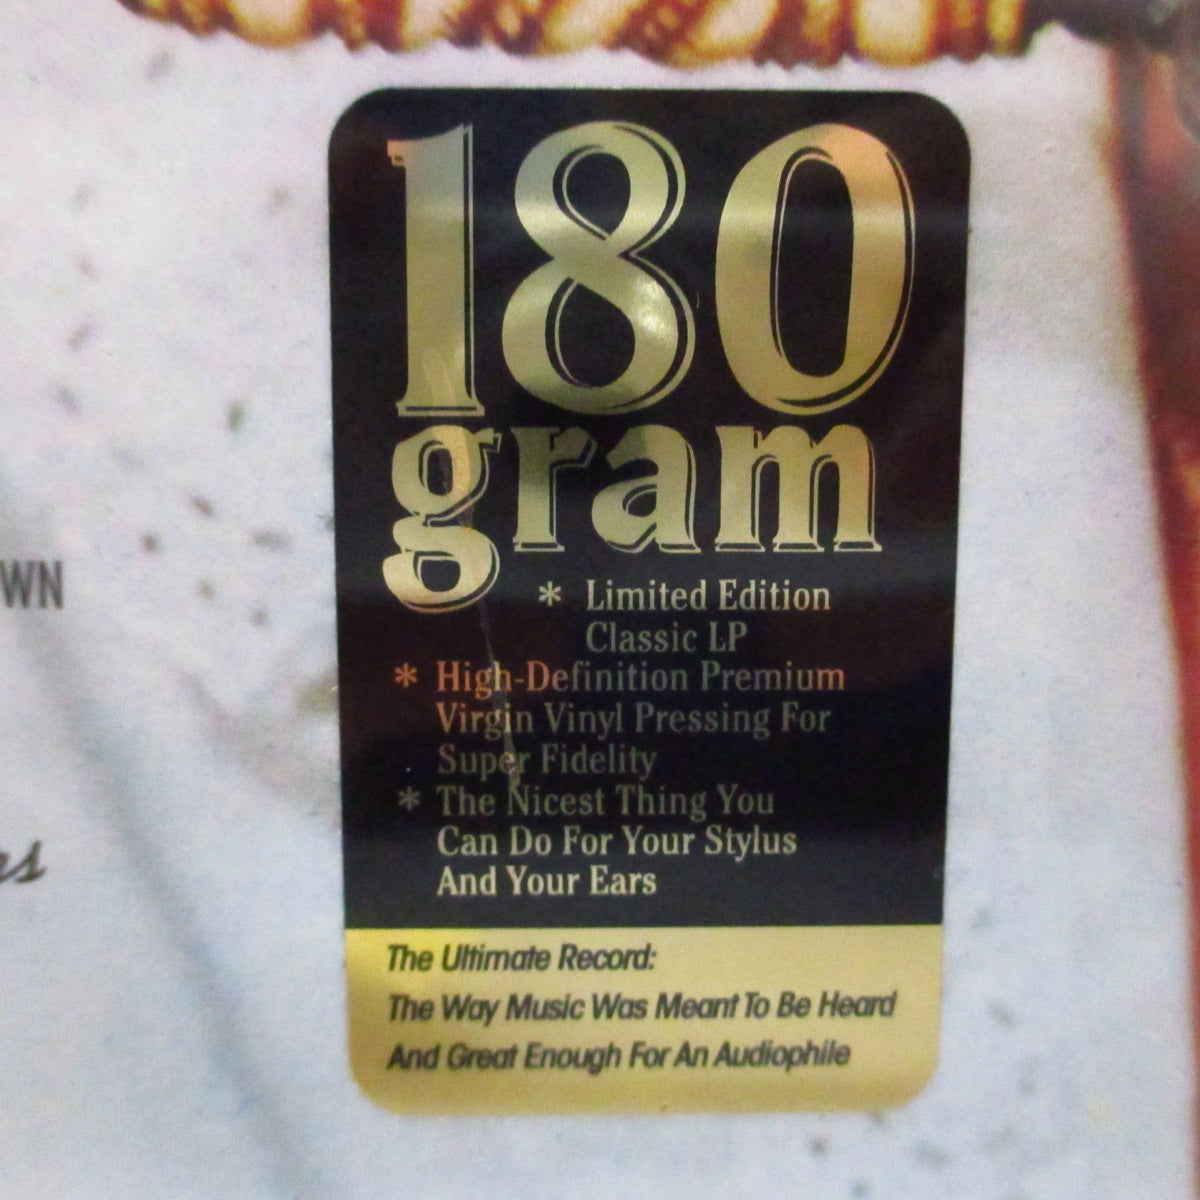 180
gram
* Limited Edition
Classic LP
* High-Definition Premium
Virgin Vinyl Pressing For
Super Fidelity
* The Nicest Thing You
Can Do For Your Stylus
And Your Ears
The Ultimate Record:
The Way Music Was Meant To Be Heard
And Great Enough For An Audiophile
WN